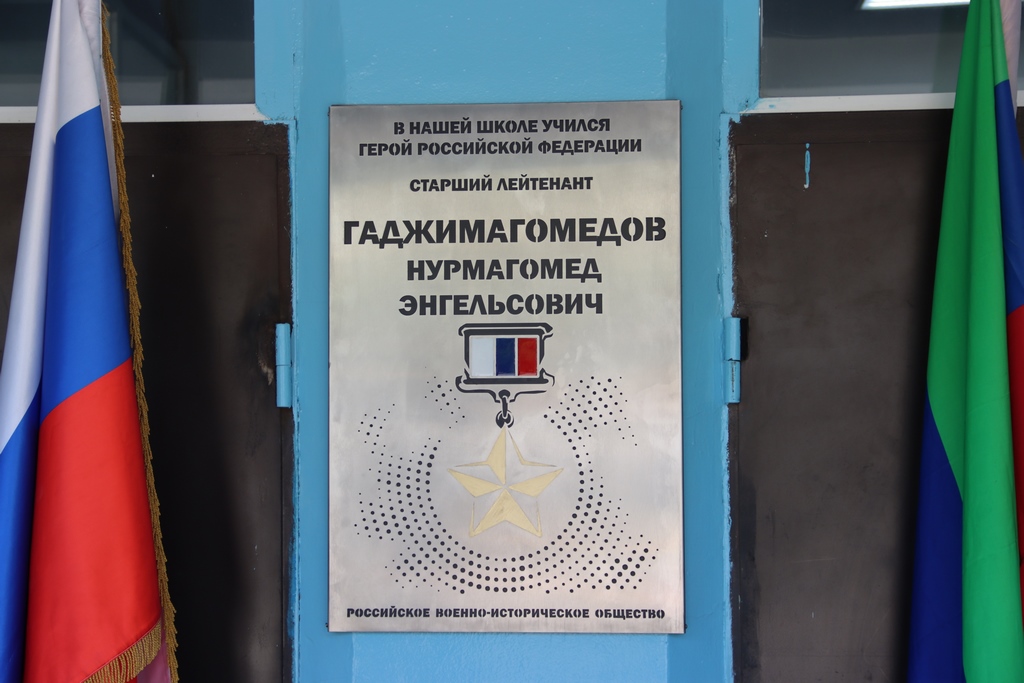 В НАШЕЙ ШКОЛЕ УЧИЛСЯ
ГЕРОЙ РОССИЙСКОЙ ФЕДЕРАЦИИ
СТАРШИЙ ЛЕЙТЕНАНТ
ГАДЖИМАГОМЕДОВ
НУРМАГОМЕД
ЭНГЕЛЬСОВИЧ
РОССИЙСКОЕ ВОЕННО-ИСТОРИЧЕСКОЕ ОБЩЕСТВО